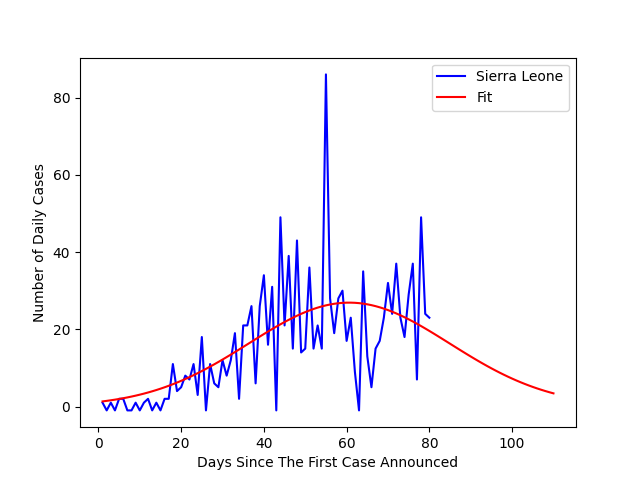 Sierra Leone
Fit
80
60
40
20
0
Number of Daily Cases
0 20 40 60 80 100
Days Since The First Case Announced